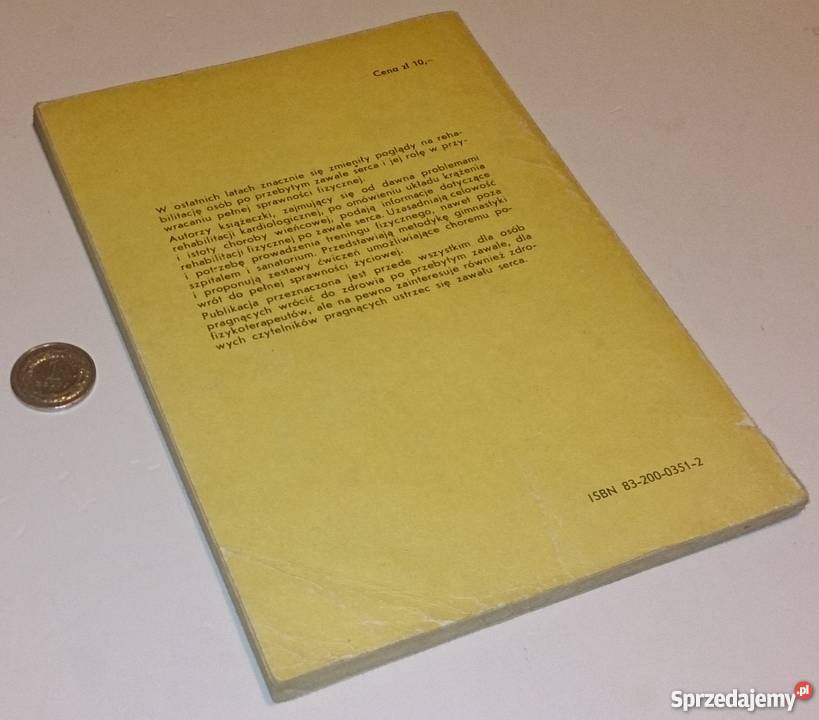 Cena zł 10,–
W ostatnich latach znacznie się zmieniły poglądy na reha-
bilitację osób po przebytym zawale serca i jej rolę w przy-
wracaniu pełnej sprawności fizycznej.
Autorzy książeczki, zajmujący się od dawna problemami
rehabilitacji kardiologicznej, po omówieniu układu krążenia
i istoty choroby wieńcowej, podają informacje dotyczące
rehabilitacji fizycznej po zawale serca. Uzasadniają celowość
i potrzebę prowadzenia treningu fizycznego, nawet poza
szpitalem i sanatorium. Przedstawiają metodykę gimnastyki
i proponują zestawy ćwiczeń umożliwiające choremu po-
wrót do pełnej sprawności życiowej.
Publikacja przeznaczona jest przede wszystkim dla osób
pragnących wrócić do zdrowia po przebytym zawale, dla
fizykoterapeutów, ale na pewno zainteresuje również zdro-
wych czytelników pragnących ustrzec się zawału serca.
ISBN 83-200-0351-2
Sprzedajemy.pl